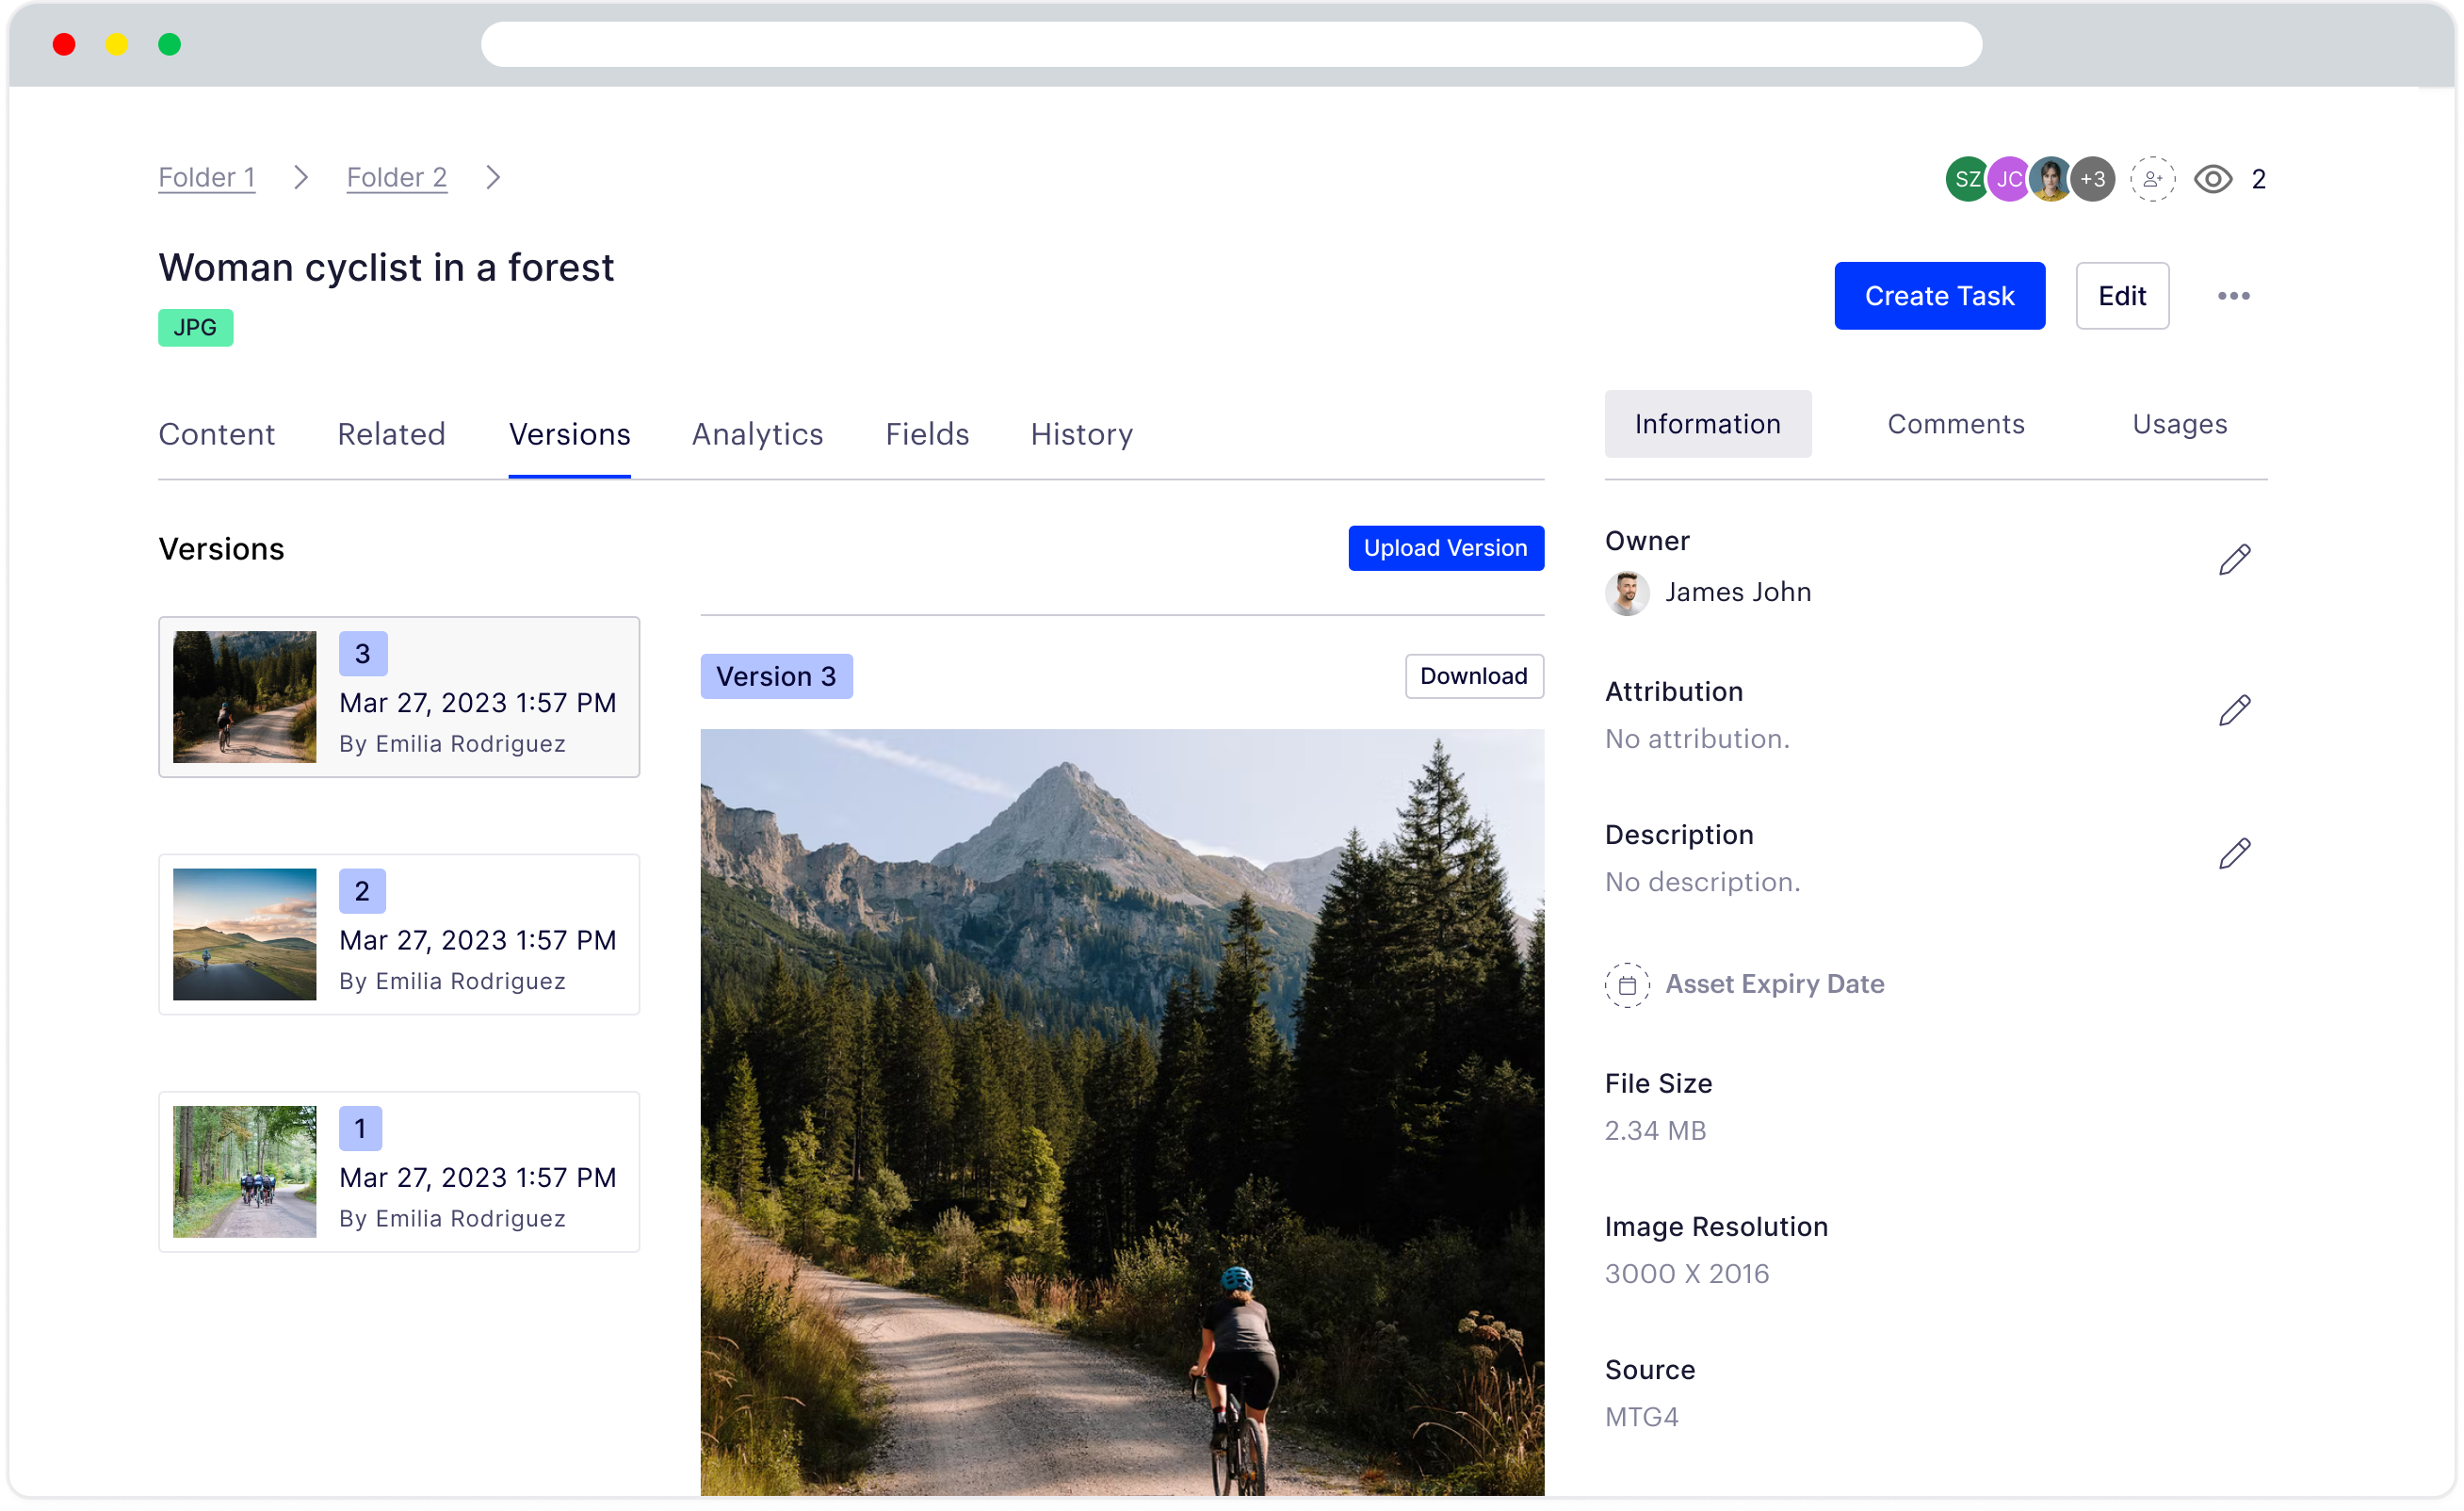 Folder 1
Folder 2
SZ
JC
+3
2
Woman cyclist in a forest
JPG
Create Task
Edit
Content
Related
Versions
Analytics
Fields
History
Information
Comments
Usages
Versions
Upload Version
3
Mar 27, 2023 1:57 PM
By Emilia Rodriguez
2
Mar 27, 2023 1:57 PM
By Emilia Rodriguez
1
Mar 27, 2023 1:57 PM
By Emilia Rodriguez
Version 3
Download
Owner
James John
Attribution
No attribution.
Description
No description.
Asset Expiry Date
File Size
2.34 MB
Image Resolution
3000 X 2016
Source
MTG4